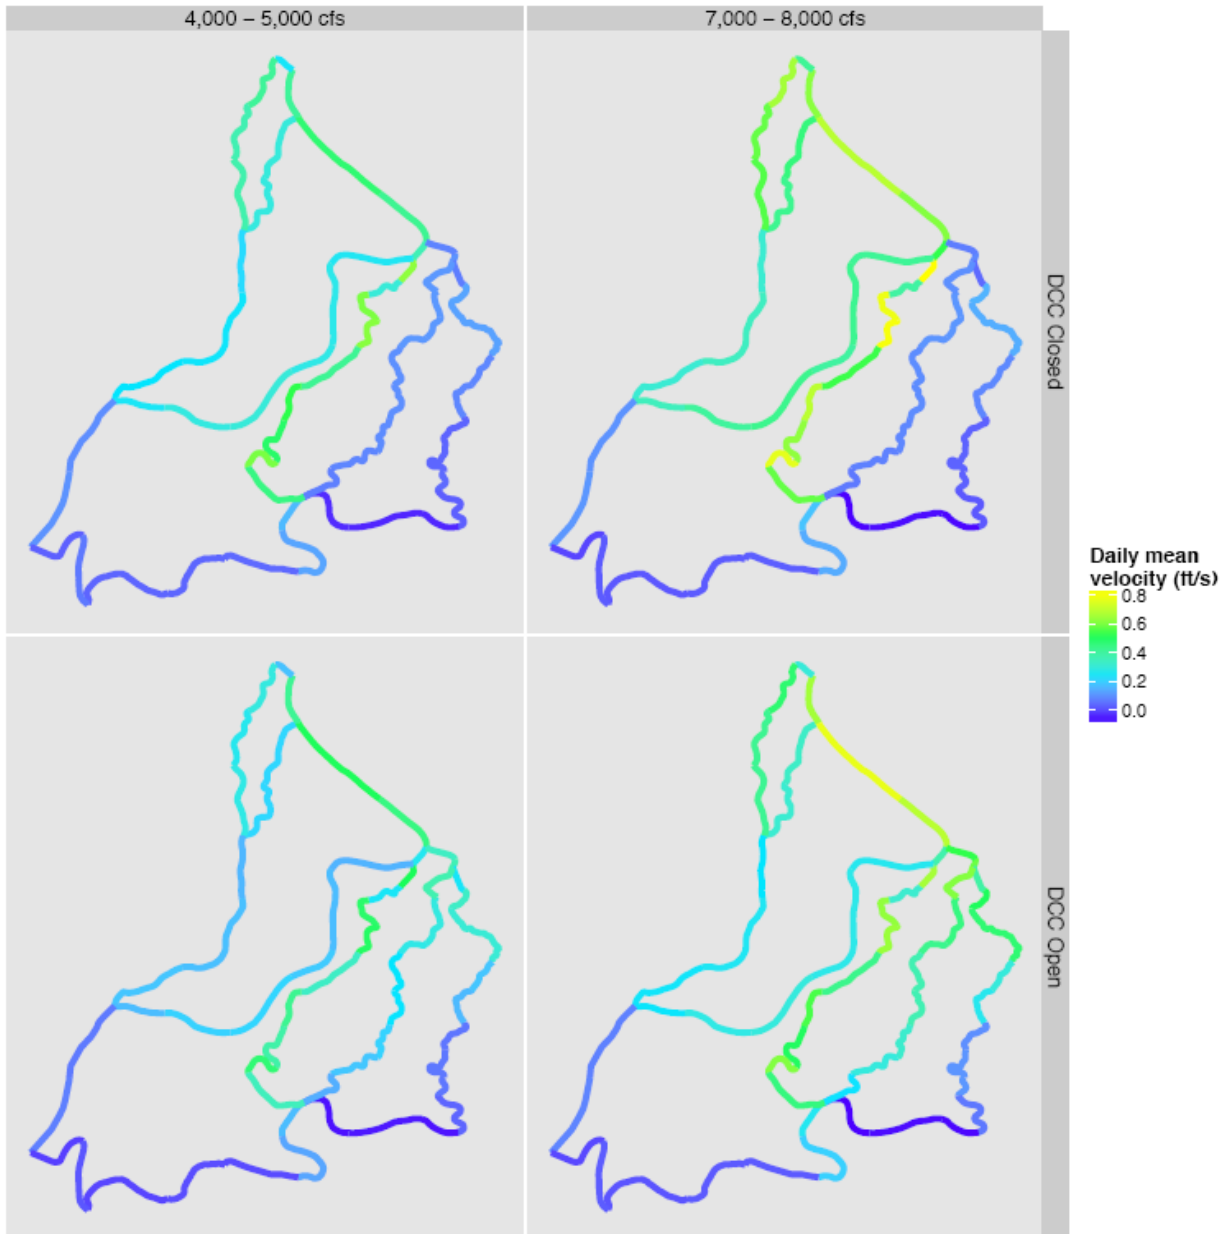 4,000 – 5,000 cfs
7,000 – 8,000 cfs
DCC Closed
Daily mean
velocity (ft/s)
0.8
0.6
0.4
0.2
0.0
DCC Open